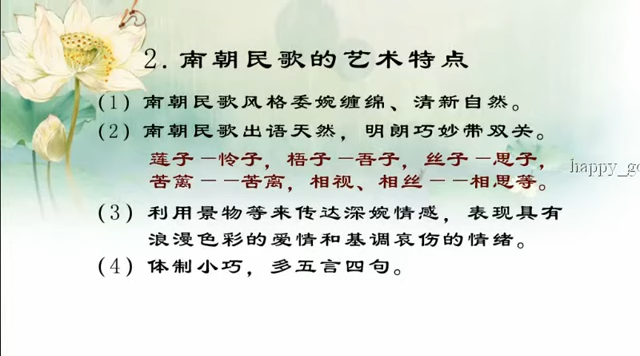 2.南朝民歌的艺术特点
(1)南朝民歌风格委婉缠绵、清新自然。
(2)南朝民歌出语天然，明朗巧妙带双关。
莲子－怜子，梧子－吾子，丝子－思子，
苦篱－－苦离，相视、相丝－－相思等。
(3)利用景物等来传达深婉情感，表现具有
浪漫色彩的爱情和基调哀伤的情绪。
(4)体制小巧，多五言四句。
happy_go